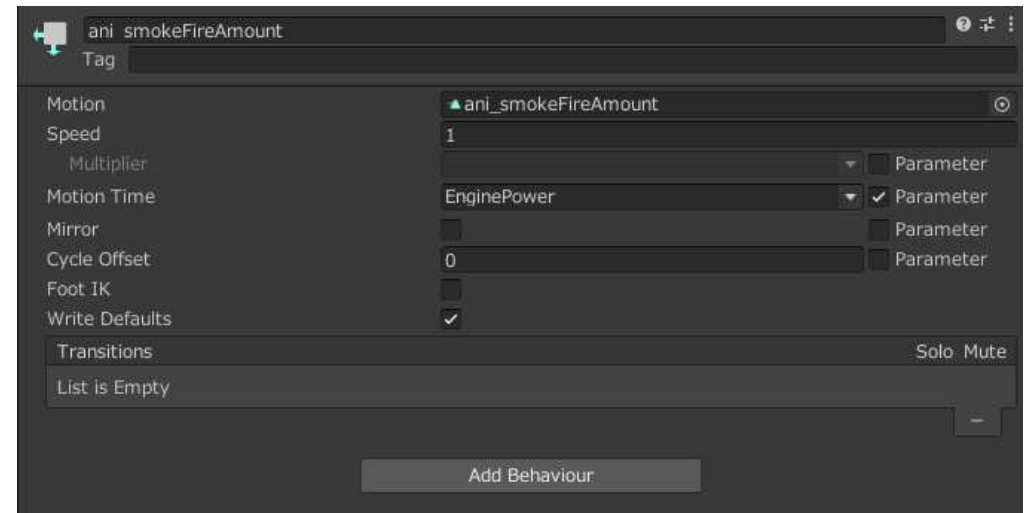 ani smokeFireAmount
Tag
Motion ani_smokeFireAmount
Speed 1
Multiplier Parameter
Motion Time EnginePower Parameter
Mirror Parameter
Cycle Offset 0 Parameter
Foot IK
Write Defaults
Transitions Solo Mute
List is Empty
Add Behaviour